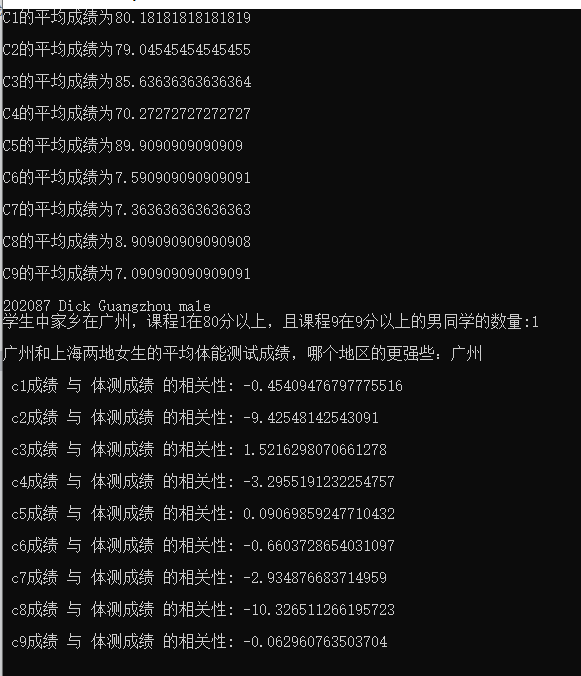 C1的平均成绩为80.18181818181819
C2的平均成绩为79.04545454545455
C3的平均成绩为85.63636363636364
C4的平均成绩为70.27272727272727
C5的平均成绩为89.9090909090909
C6的平均成绩为7.590909090909091
C7的平均成绩为7.363636363636363
C8的平均成绩为8.909090909090908
C9的平均成绩为7.090909090909091
202087 Dick Guangzhou male
学生中家乡在广州，课程1在80分以上，且课程9在9分以上的男同学的数量:1
广州和上海两地女生的平均体能测试成绩，哪个地区的更强些：广州
c1成绩 与 体测成绩 的相关性: -0.45409476797775516
c2成绩 与 体测成绩 的相关性: -9.42548142543091
c3成绩 与 体测成绩 的相关性: 1.5216298070661278
c4成绩 与 体测成绩 的相关性: -3.2955191232254757
c5成绩 与 体测成绩 的相关性: 0.09069859247710432
c6成绩 与 体测成绩 的相关性: -0.6603728654031097
c7成绩 与 体测成绩 的相关性: -2.934876683714959
c8成绩 与 体测成绩 的相关性: -10.326511266195723
c9成绩 与 体测成绩 的相关性: -0.062960763503704